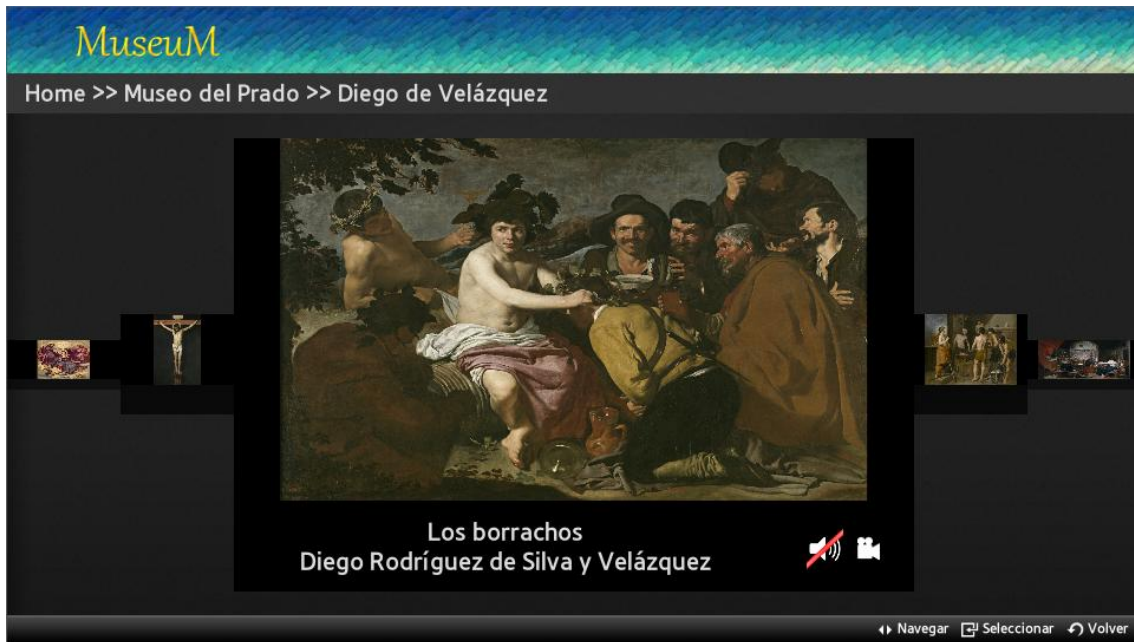 MuseuM
Home >> Museo del Prado >> Diego de Velázquez
Los borrachos
Diego Rodríguez de Silva y Velázquez
Navegar Seleccionar Volver